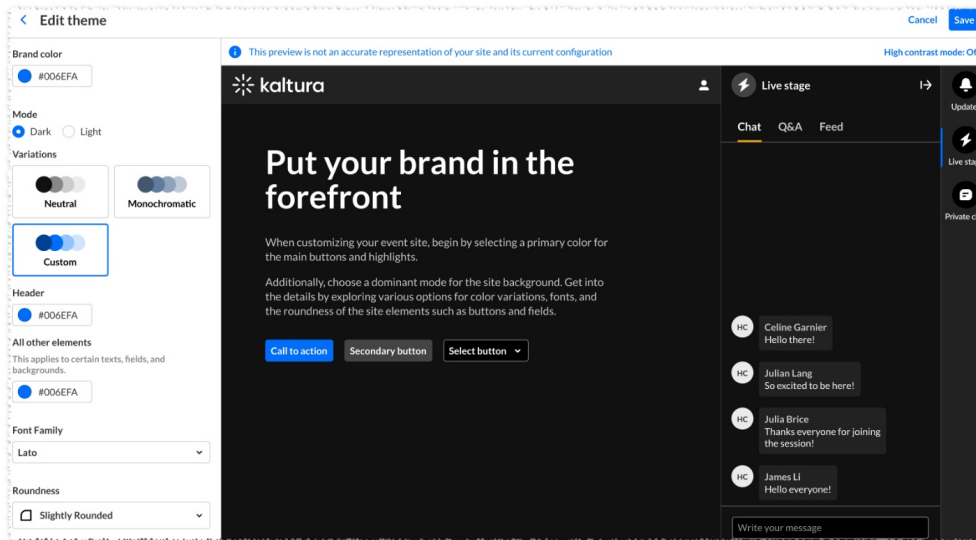 Edit theme
Cancel
Save
Brand color
#006EFA
Mode
Dark
Light
Variations
Neutral
Monochromatic
Custom
Header
#006EFA
All other elements
This applies to certain texts, fields, and
backgrounds.
#006EFA
Font Family
Lato
Roundness
Slightly Rounded
This preview is not an accurate representation of your site and its current configuration
High contrast mode: Of
kaltura
Put your brand in the
forefront
When customizing your event site, begin by selecting a primary color for
the main buttons and highlights.
Additionally, choose a dominant mode for the site background. Get into
the details by exploring various options for color variations, fonts, and
the roundness of the site elements such as buttons and fields.
Call to action
Secondary button
Select button
Live stage
Chat
Q&A
Feed
HC
Celine Garnier
Hello there!
HC
Julian Lang
So excited to be here!
HC
Julia Brice
Thanks everyone for joining
the session!
HC
James Li
Hello everyone!
Write your message
Update
Live stag
Private c